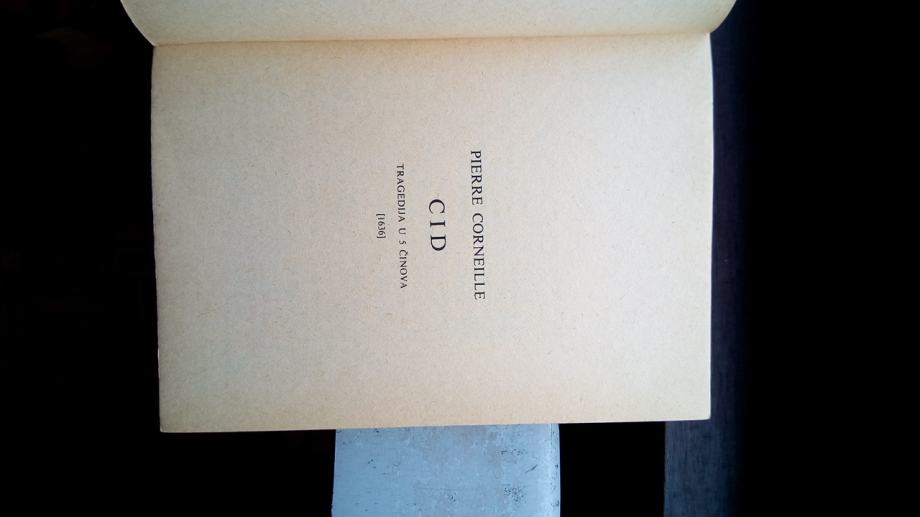 PIERRE CORNEILLE
CID
TRAGEDIJA U 5 ČINOVA
[1636]